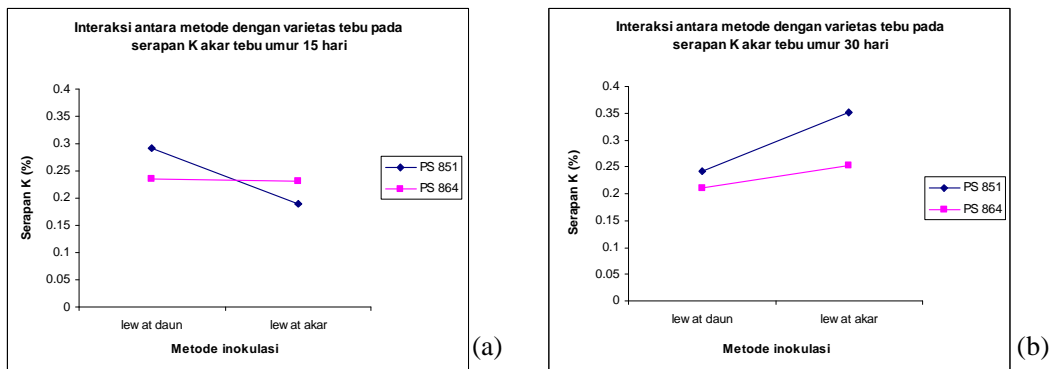 Interaksi antara metode dengan varietas tebu pada
serapan K akar tebu umur 15 hari
0.4
0.35
0.3
0.25
0.2
0.15
0.1
0.05
0
Serapan K (%)
lew at daun
lew at akar
Metode inokulasi
PS 851
PS 864
(a)
Interaksi antara metode dengan varietas tebu pada
serapan K akar tebu umur 30 hari
0.4
0.35
0.3
0.25
0.2
0.15
0.1
0.05
0
Serapan K (%)
lew at daun
lew at akar
Metode inokulasi
PS 851
PS 864
(b)